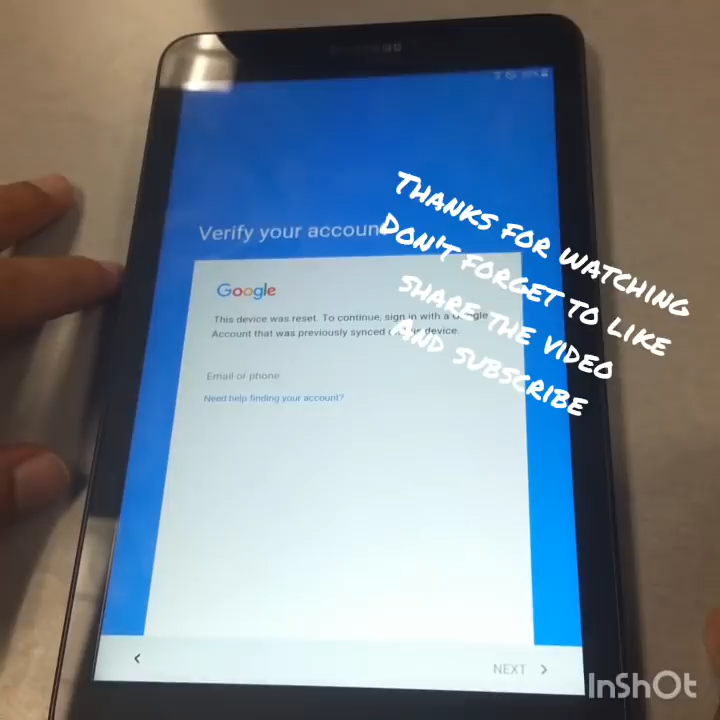 SAMSUNG
Verify your accoun
Google
This device was reset. To continue, sign in with a Google
Account that was previously synced device.
Email or phone
Need help finding your account?
NEXT
THANKS FOR WATCHING
DON'T FORGET TO LIKE
SHARE THE VIDEO
AND SUBSCRIBE
InShOt